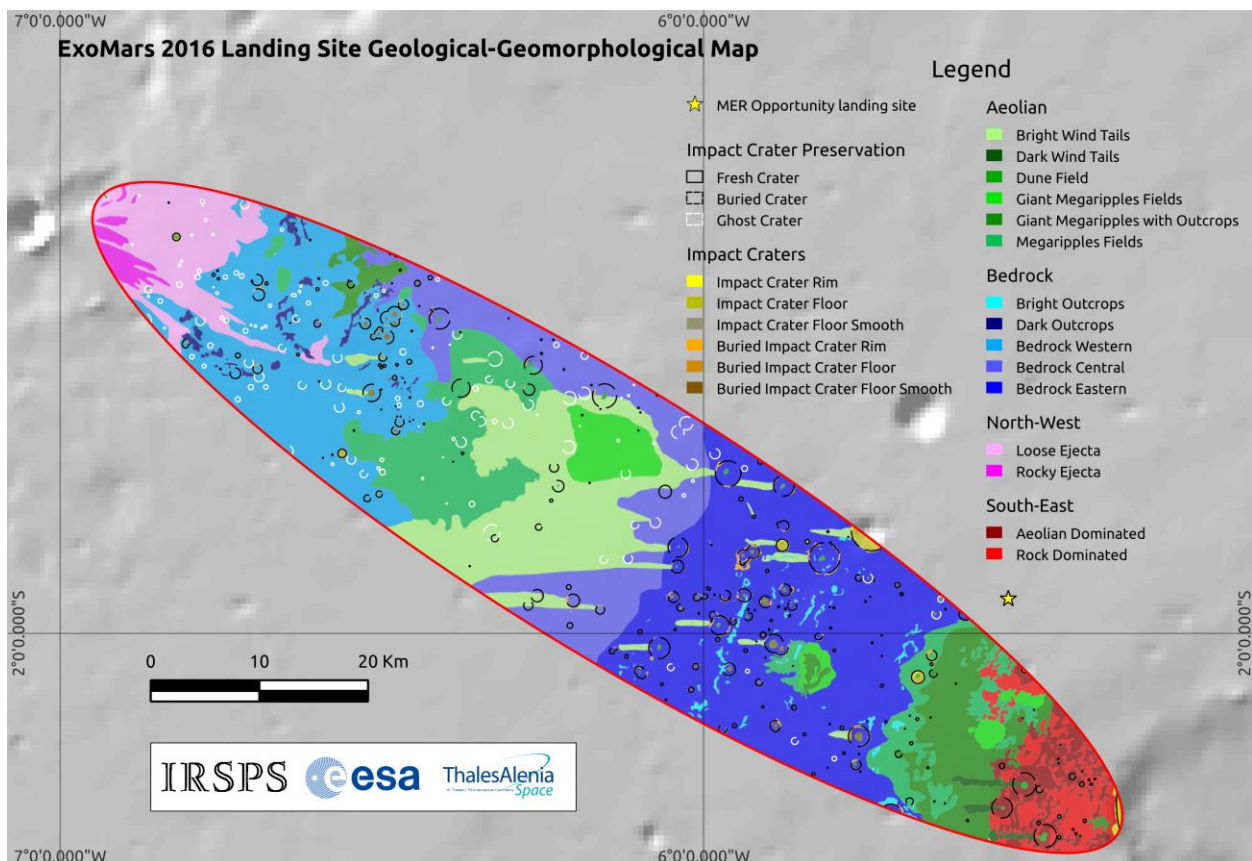 7°0'0.000"W
6°0'0.000"W
ExoMars 2016 Landing Site Geological-Geomorphological Map
Legend
MER Opportunity landing site
Impact Crater Preservation
Fresh Crater
Buried Crater
Ghost Crater
Impact Craters
Impact Crater Rim
Impact Crater Floor
Impact Crater Floor Smooth
Buried Impact Crater Rim
Buried Impact Crater Floor
Buried Impact Crater Floor Smooth
Aeolian
Bright Wind Tails
Dark Wind Tails
Dune Field
Giant Megaripples Fields
Giant Megaripples with Outcrops
Megaripples Fields
Bedrock
Bright Outcrops
Dark Outcrops
Bedrock Western
Bedrock Central
Bedrock Eastern
North-West
Loose Ejecta
Rocky Ejecta
South-East
Aeolian Dominated
Rock Dominated
2°0'0.000"S
2°0'0.000"S
0 10 20 Km
IRSPS
esa
ThalesAlenia
Space
7°0'0.000"W
6°0'0.000"W